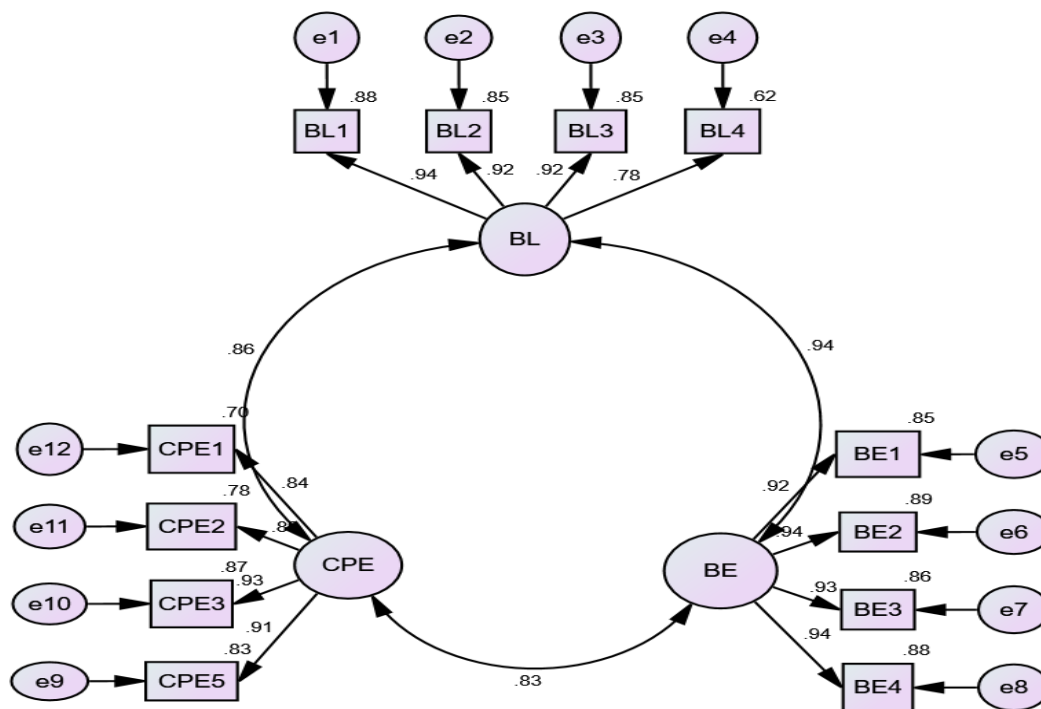 e1 e2 e3 e4
.88 .85 .85 .62
BL1 BL2 BL3 BL4
.94 .92 .92 .78
BL
.86 .94
.70 .85
e12 CPE1 BE1 e5
.84 .92
.78 .89
e11 CPE2 .94 BE2 e6
CPE BE
.87 .93 .93 .86
e10 CPE3 BE3 e7
.91 .94
.83 .88
e9 CPE5 .83 BE4 e8